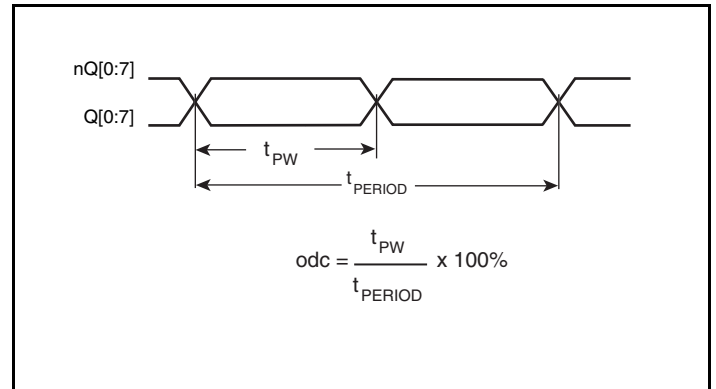 nQ[0:7]
Q[0:7]
tPW
tPERIOD
tPW
odc = x 100%
tPERIOD